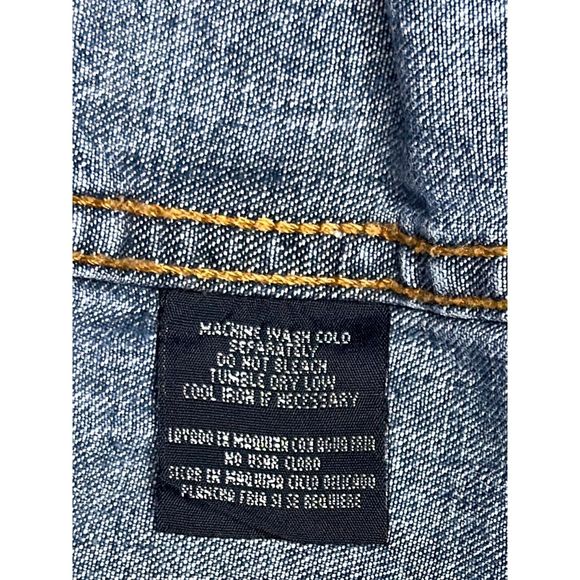 MACHINE WASH COLD
SEPARATELY
DO NOT BLEACH
TUMBLE DRY LOW
COOL IRON IF NECESSARY
LAVADO EN MAQUINA CON AGUA FRIA
NO USAR CLORO
SECAR EN MAQUINA CICLO DELICADO
PLANCHA FRIA SI SE REQUIERE